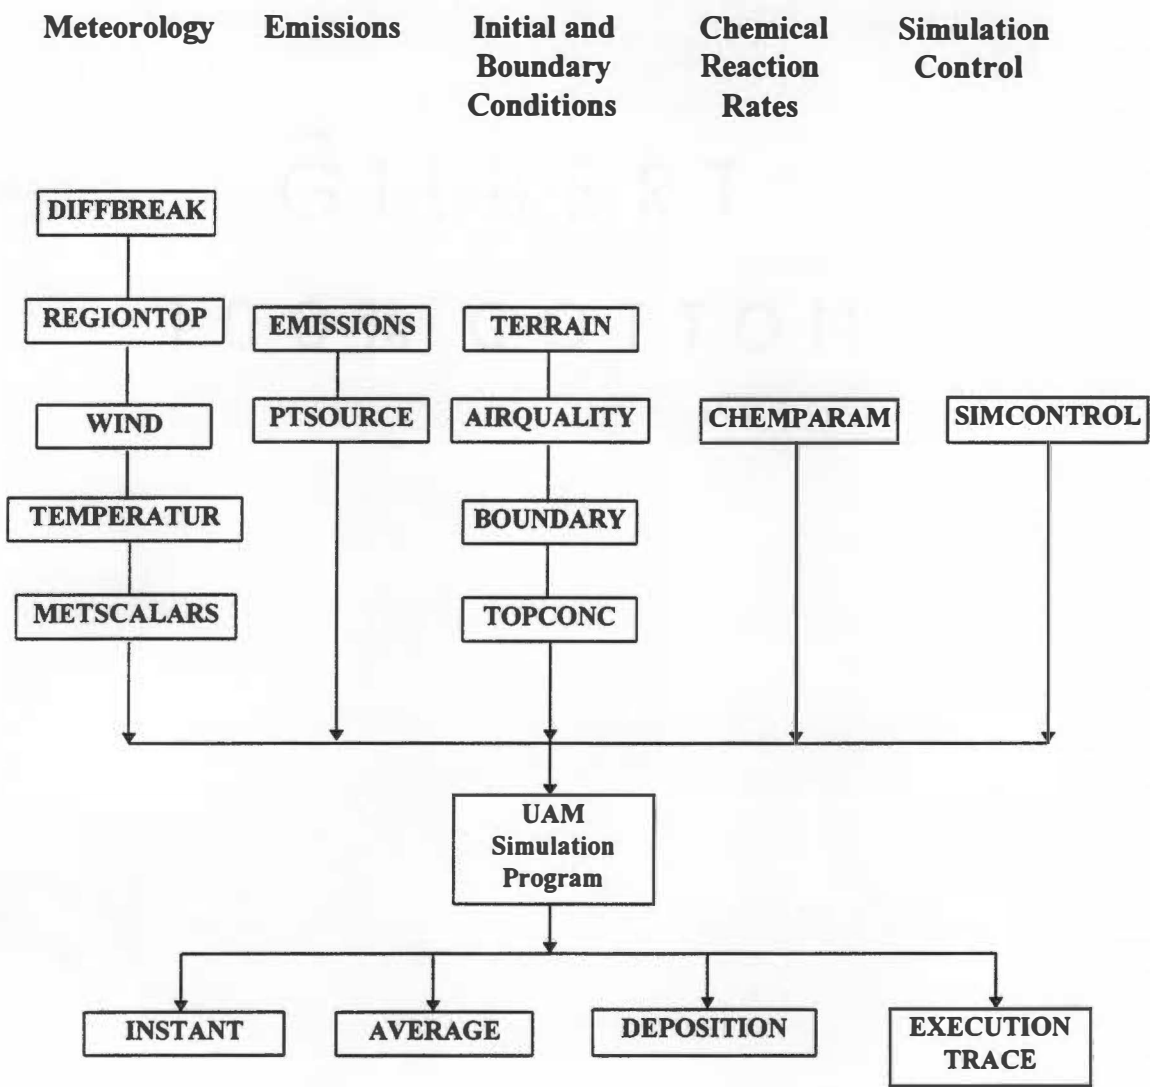 Meteorology
Emissions
Initial and
Boundary
Conditions
Chemical
Reaction
Rates
Simulation
Control
DIFFBREAK
REGIONTOP
EMISSIONS
TERRAIN
WIND
PTSOURCE
AIRQUALITY
CHEMPARAM
SIMCONTROL
TEMPERATUR
BOUNDARY
METSCALARS
TOPCONC
UAM
Simulation
Program
INSTANT
AVERAGE
DEPOSITION
EXECUTION
TRACE